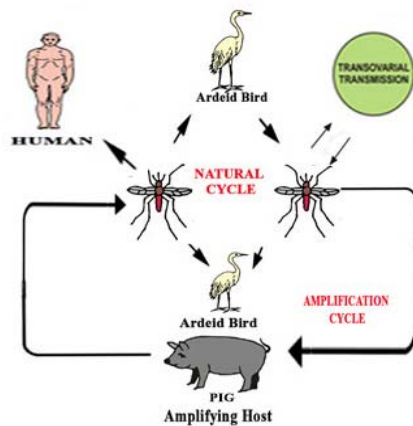 TRANSOVARIAL
TRANSMISSION
Ardeid Bird
HUMAN
NATURAL
CYCLE
Ardeid Bird
AMPLIFICATION
CYCLE
PIG
Amplifying Host